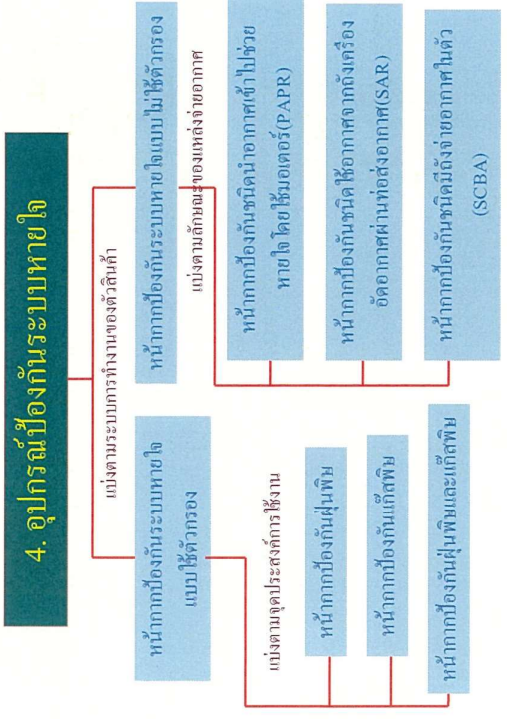 4. อุปกรณ์ป้องกันระบบหายใจ
แบ่งตามระบบการทำงานของตัวสินค้า
หน้ากากป้องกันระบบหายใจ
แบบใช้ตัวกรอง
แบ่งตามจุดประสงค์การใช้งาน
หน้ากากป้องกันฝุ่นพิษ
หน้ากากป้องกันแก๊สพิษ
หน้ากากป้องกันฝุ่นพิษและแก๊สพิษ
หน้ากากป้องกันระบบหายใจแบบไม่ใช้ตัวกรอง
แบ่งตามลักษณะของแหล่งจ่ายอากาศ
หน้ากากป้องกันชนิดนำอากาศเข้าไปช่วย
หายใจโดยใช้มอเตอร์(PAPR)
หน้ากากป้องกันชนิดใช้อากาศจากถังเครื่อง
อัดอากาศผ่านท่อส่งอากาศ(SAR)
หน้ากากป้องกันชนิดมีถังจ่ายอากาศในตัว
(SCBA)